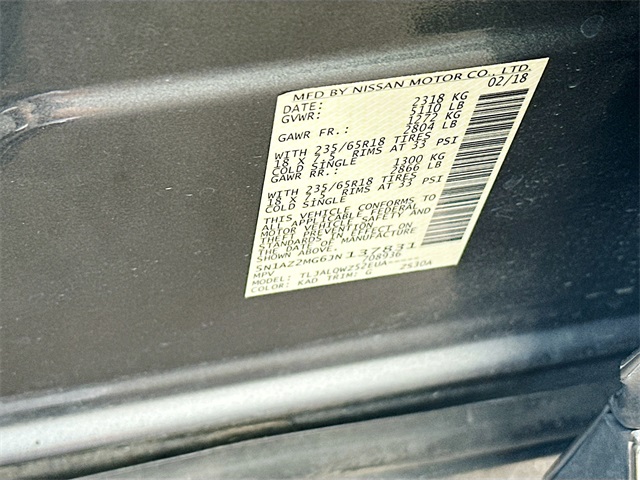 MFD BY NISSAN MOTOR CO., LTD.
DATE: 02/18
GVWR: 2318 KG
5110 LB
GAWR FR.: 1272 KG
2804 LB
WITH 235/65R18 TIRES
18 X 7.5 RIMS AT 33 PSI
COLD SINGLE
GAWR RR.: 1300 KG
2866 LB
WITH 235/65R18 TIRES
18 X 7.5 RIMS AT 33 PSI
COLD SINGLE
THIS VEHICLE CONFORMS TO
ALL APPLICABLE FEDERAL
MOTOR VEHICLE SAFETY AND
THEFT PREVENTION
STANDARDS IN EFFECT ON
THE DATE OF MANUFACTURE
SHOWN ABOVE.
5N1AZ2MG6JN137831
MPV 708936
MODEL: TL3ALQWZ52EUA-----
COLOR: KAD TRIM: G 2530A